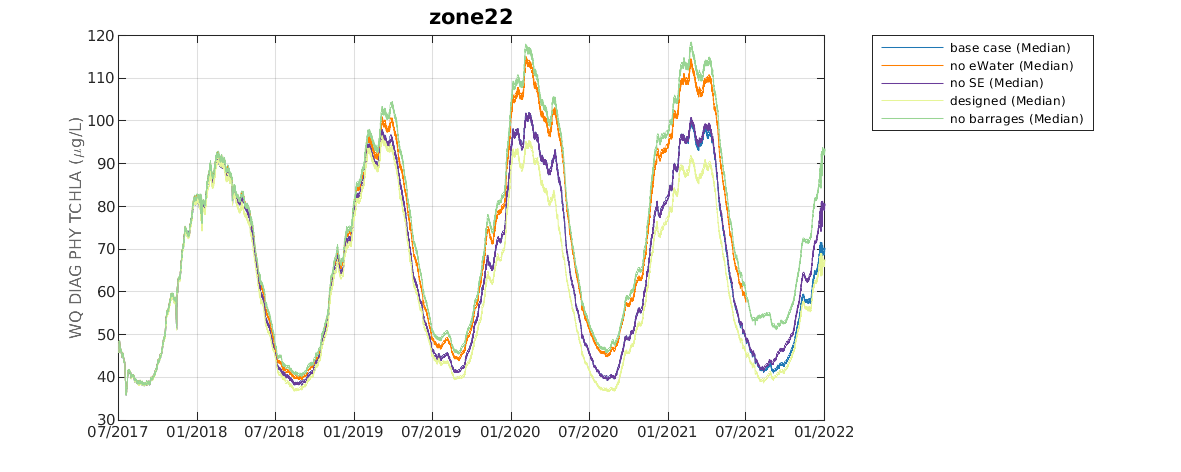 zone22
WQ DIAG PHY TCHLA (μg/L)
120
110
100
90
80
70
60
50
40
30
07/2017 01/2018 07/2018 01/2019 07/2019 01/2020 07/2020 01/2021 07/2021 01/2022
base case (Median)
no eWater (Median)
no SE (Median)
designed (Median)
no barrages (Median)